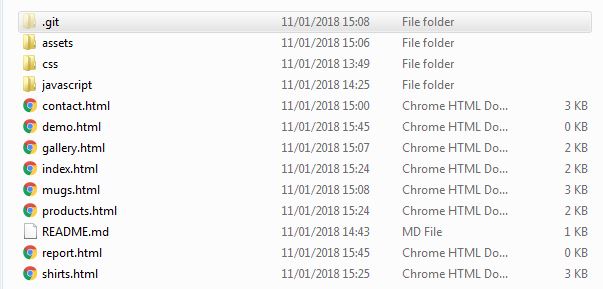 .git 11/01/2018 15:08 File folder
assets 11/01/2018 15:06 File folder
css 11/01/2018 13:49 File folder
javascript 11/01/2018 14:25 File folder
contact.html 11/01/2018 15:00 Chrome HTML Do... 3 KB
demo.html 11/01/2018 15:45 Chrome HTML Do... 0 KB
gallery.html 11/01/2018 15:07 Chrome HTML Do... 2 KB
index.html 11/01/2018 15:24 Chrome HTML Do... 2 KB
mugs.html 11/01/2018 15:08 Chrome HTML Do... 3 KB
products.html 11/01/2018 15:24 Chrome HTML Do... 2 KB
README.md 11/01/2018 14:43 MD File 1 KB
report.html 11/01/2018 15:45 Chrome HTML Do... 0 KB
shirts.html 11/01/2018 15:25 Chrome HTML Do... 3 KB